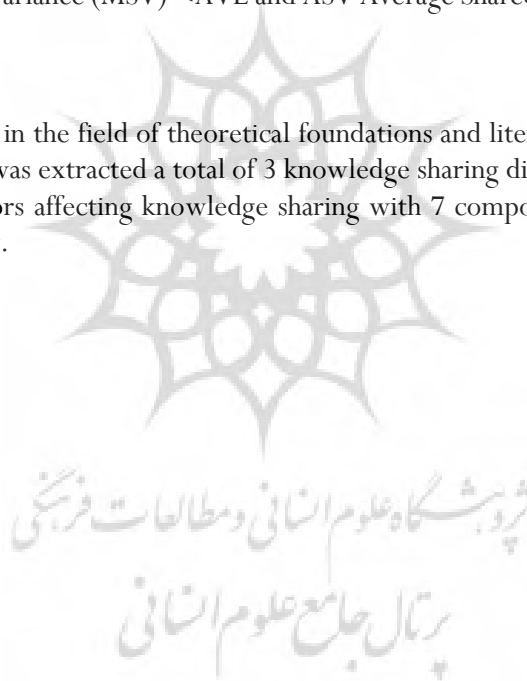 ariance (MSV) <AVE and ASV Average Shared
in the field of theoretical foundations and lite
was extracted a total of 3 knowledge sharing di
ors affecting knowledge sharing with 7 compo
.
پژوهشگاه علوم انسانی و مطالعات فرهنگی
پرتال جامع علوم انسانی